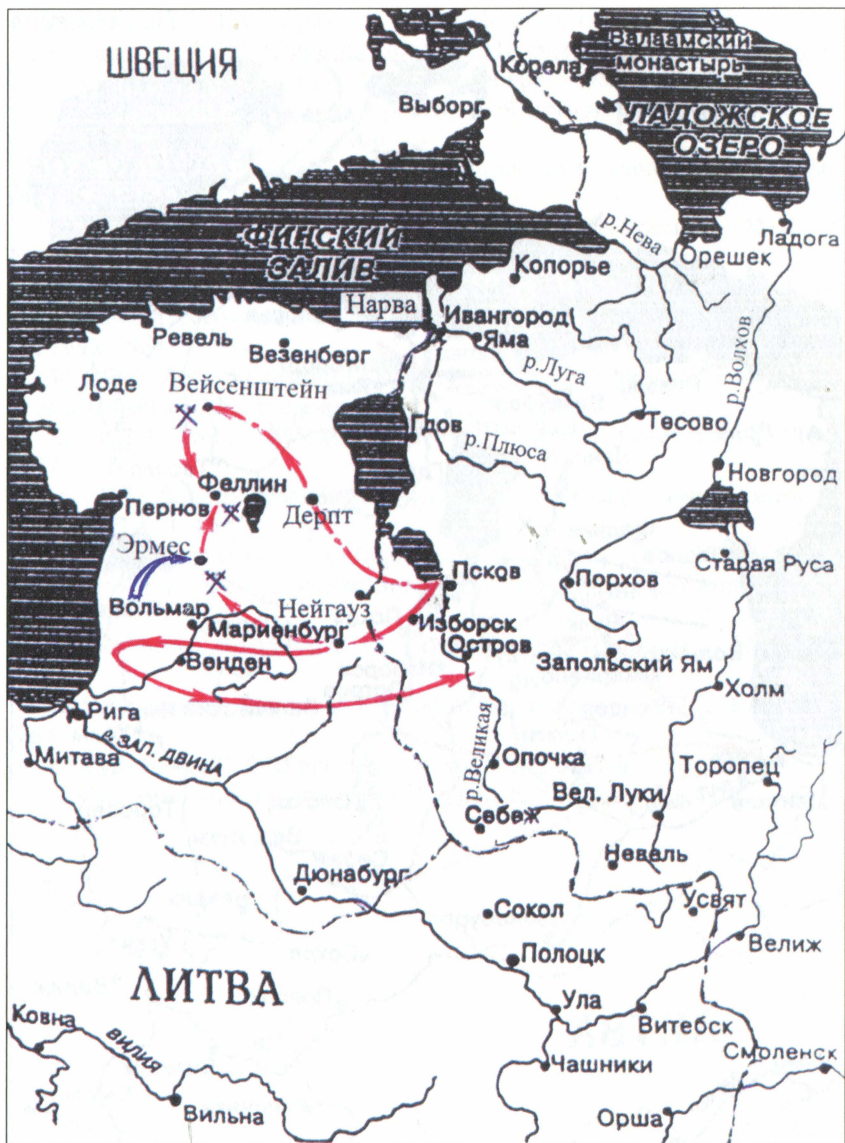 ШВЕЦИЯ
Валаамский
монастырь
Корела
Выборг
ЛАДОЖСКОЕ
ОЗЕРО
р.Нева
Ладога
ФИНСКИЙ
ЗАЛИВ
Орешек
Копорье
Нарва
Ивангород
Ревель
Яма
Везенберг
р.Луга
р.Волхов
Лоде
Вейсенштейн
Тесово
Гдов
р.Плюса
Новгород
Феллин
Пернов
Дерпт
Эрмес
Старая Руса
Псков
Порхов
Нейгауз
Вольмар
Изборск
Мариенбург
Остров
Запольский Ям
Венден
Холм
Рига
ЗАП. ДВИНА
Митава
р.Великая
Опочка
Торопец
Вел. Луки
Себеж
Невель
Дюнабург
Усвят
Сокол
Велиж
Полоцк
ЛИТВА
Ула
Витебск
Ковна
ВИЛИЯ
Чашники
Смоленск
Вильна
Орша